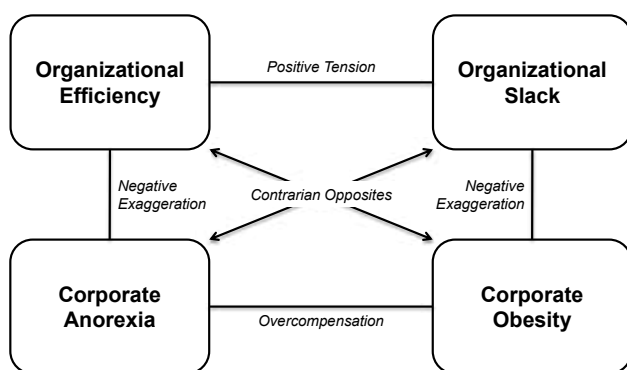 Organizational
Efficiency
Positive Tension
Organizational
Slack
Negative
Exaggeration
Contrarian Opposites
Negative
Exaggeration
Corporate
Anorexia
Overcompensation
Corporate
Obesity